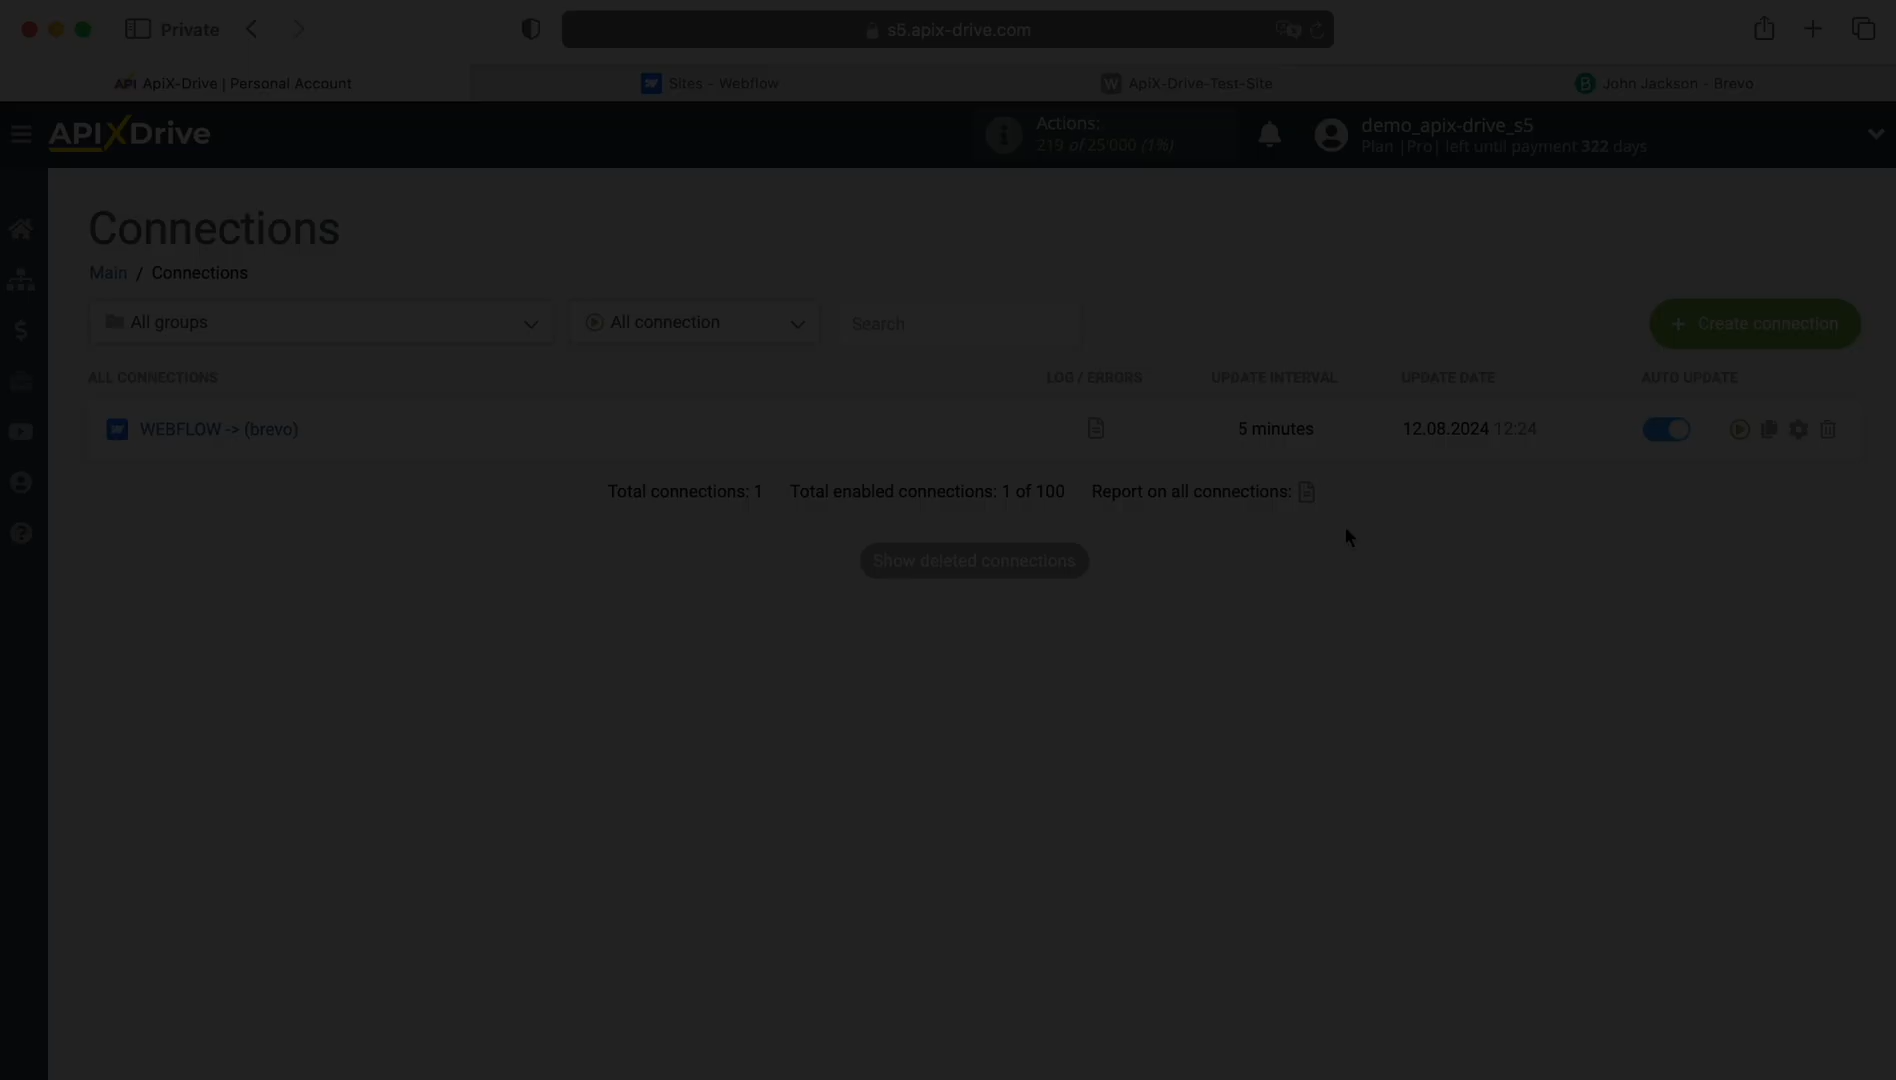 Private
s5.apix-drive.com
API ApiX-Drive | Personal Account
Sites - Webflow
W ApiX-Drive-Test-Site
B John Jackson - Brevo
APIXDrive
Actions:
219 of 25'000 (1%)
demo_apix-drive_s5
Plan |Pro| left until payment 322 days
Connections
Main / Connections
All groups
All connection
Search
+ Create connection
ALL CONNECTIONS
LOG / ERRORS
UPDATE INTERVAL
UPDATE DATE
AUTO UPDATE
WEBFLOW -> (brevo)
5 minutes
12.08.2024 12:24
Total connections: 1
Total enabled connections: 1 of 100
Report on all connections:
Show deleted connections